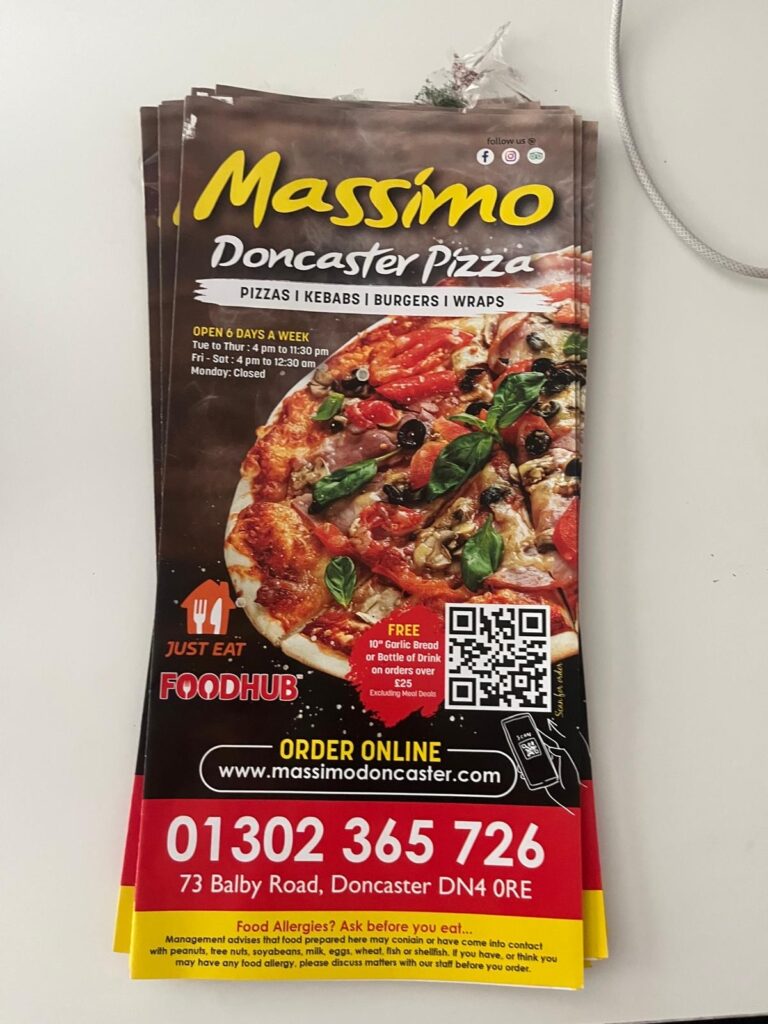 follow us @
Massimo
Doncaster Pizza
PIZZAS | KEBABS | BURGERS | WRAPS
OPEN 6 DAYS A WEEK
Tue to Thur : 4 pm to 11:30 pm
Fri - Sat : 4 pm to 12:30 am
Monday: Closed
JUST EAT
FOODHUB
FREE
10" Garlic Bread
or Bottle of Drink
on orders over
£25
Excluding Meal Deals
Scan for order
SCAN
ORDER ONLINE
www.massimodoncaster.com
01302 365 726
73 Balby Road, Doncaster DN4 0RE
Food Allergies? Ask before you eat...
Management advises that food prepared here may coniain or have come into contact
with peanuts, tree nuts, soyabeans, milk, eggs, wheat, fish or shellfish. If you have, or think you
may have any food allergy, please discuss matters with our staff before you order.